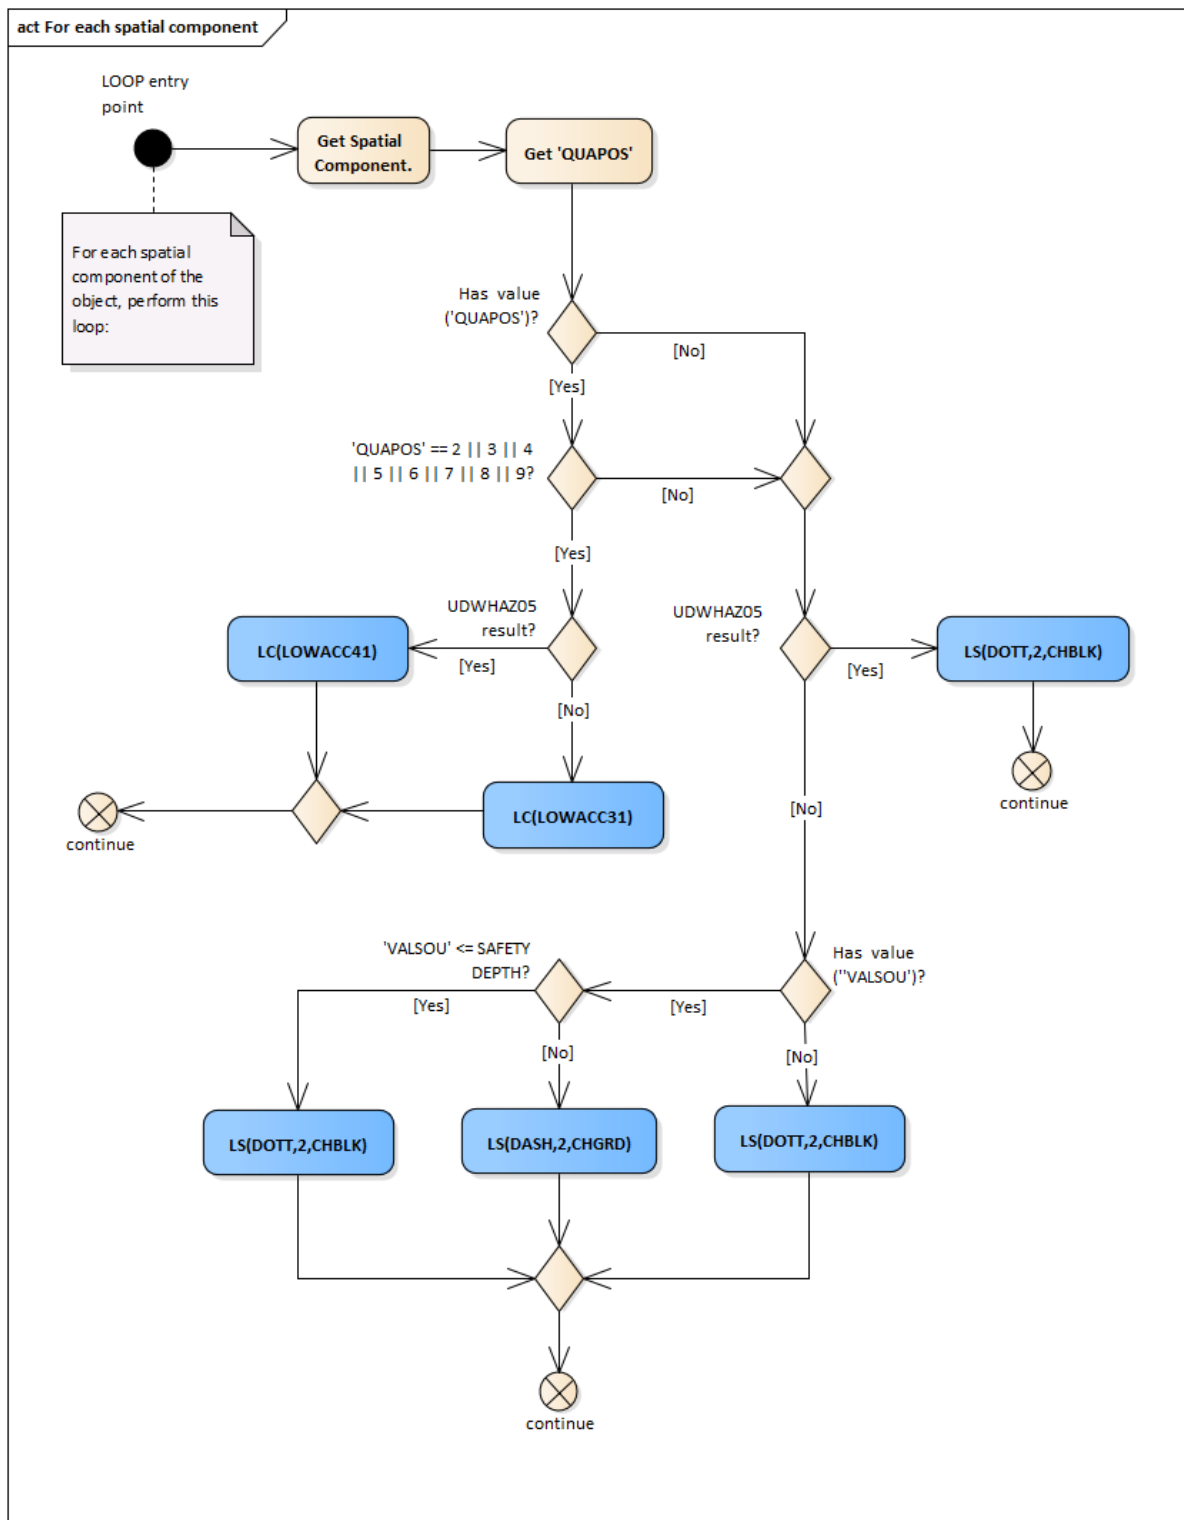 act For each spatial component
LOOP entry
point
Get Spatial
Component.
Get 'QUAPOS'
For each spatial
component of the
object, perform this
loop:
Has value
('QUAPOS')?
[No]
[Yes]
'QUAPOS' == 2 || 3 || 4
|| 5 || 6 || 7 || 8 || 9?
[No]
[Yes]
UDWHAZ05
result?
UDWHAZ05
result?
LC(LOWACC41)
[Yes]
[No]
[Yes]
LS(DOTT,2,CHBLK)
continue
LC(LOWACC31)
continue
[No]
'VALSOU' <= SAFETY
DEPTH?
Has value
(''VALSOU')?
[Yes]
[Yes]
[No]
[No]
LS(DOTT,2,CHBLK)
LS(DASH,2,CHGRD)
LS(DOTT,2,CHBLK)
continue